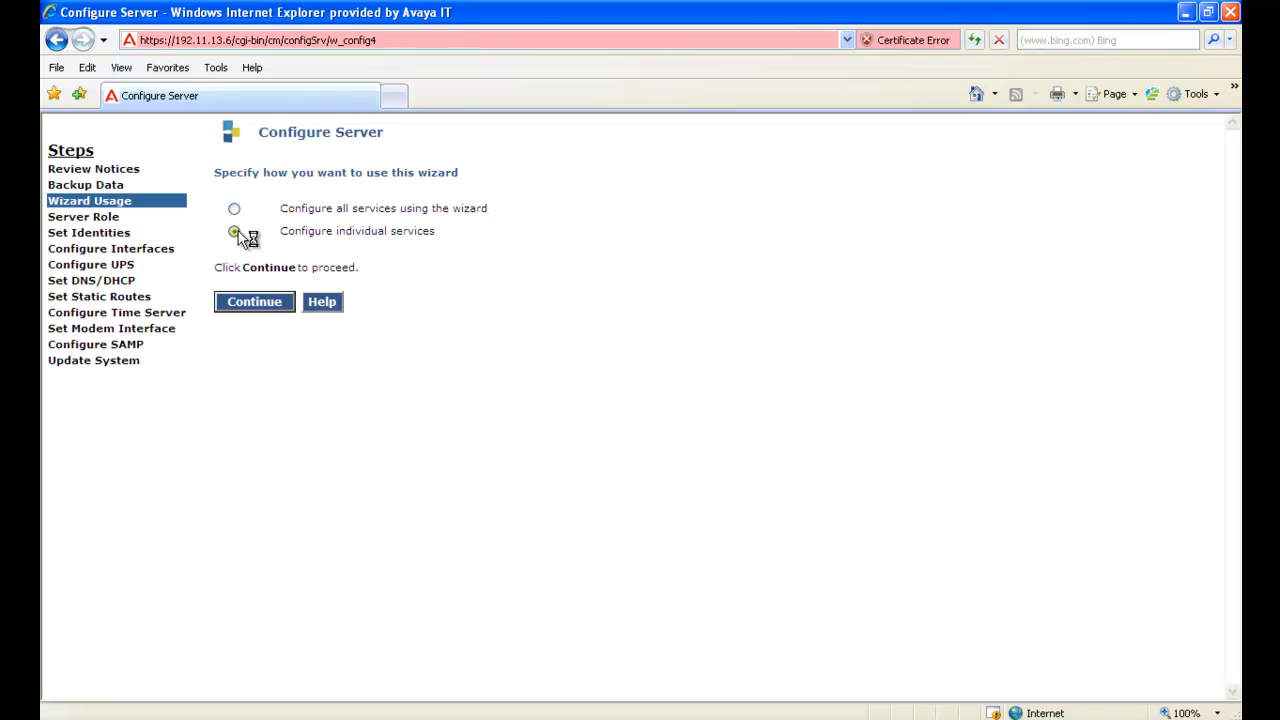 Configure Server - Windows Internet Explorer provided by Avaya IT
https://192.11.13.6/cgi-bin/cm/configSrv/w_config4
Certificate Error
(www.bing.com) Bing
File Edit View Favorites Tools Help
Configure Server
Page Tools
Configure Server
Steps
Review Notices
Backup Data
Wizard Usage
Server Role
Set Identities
Configure Interfaces
Configure UPS
Set DNS/DHCP
Set Static Routes
Configure Time Server
Set Modem Interface
Configure SAMP
Update System
Specify how you want to use this wizard
Configure all services using the wizard
Configure individual services
Click Continue to proceed.
Continue Help
Internet
100%